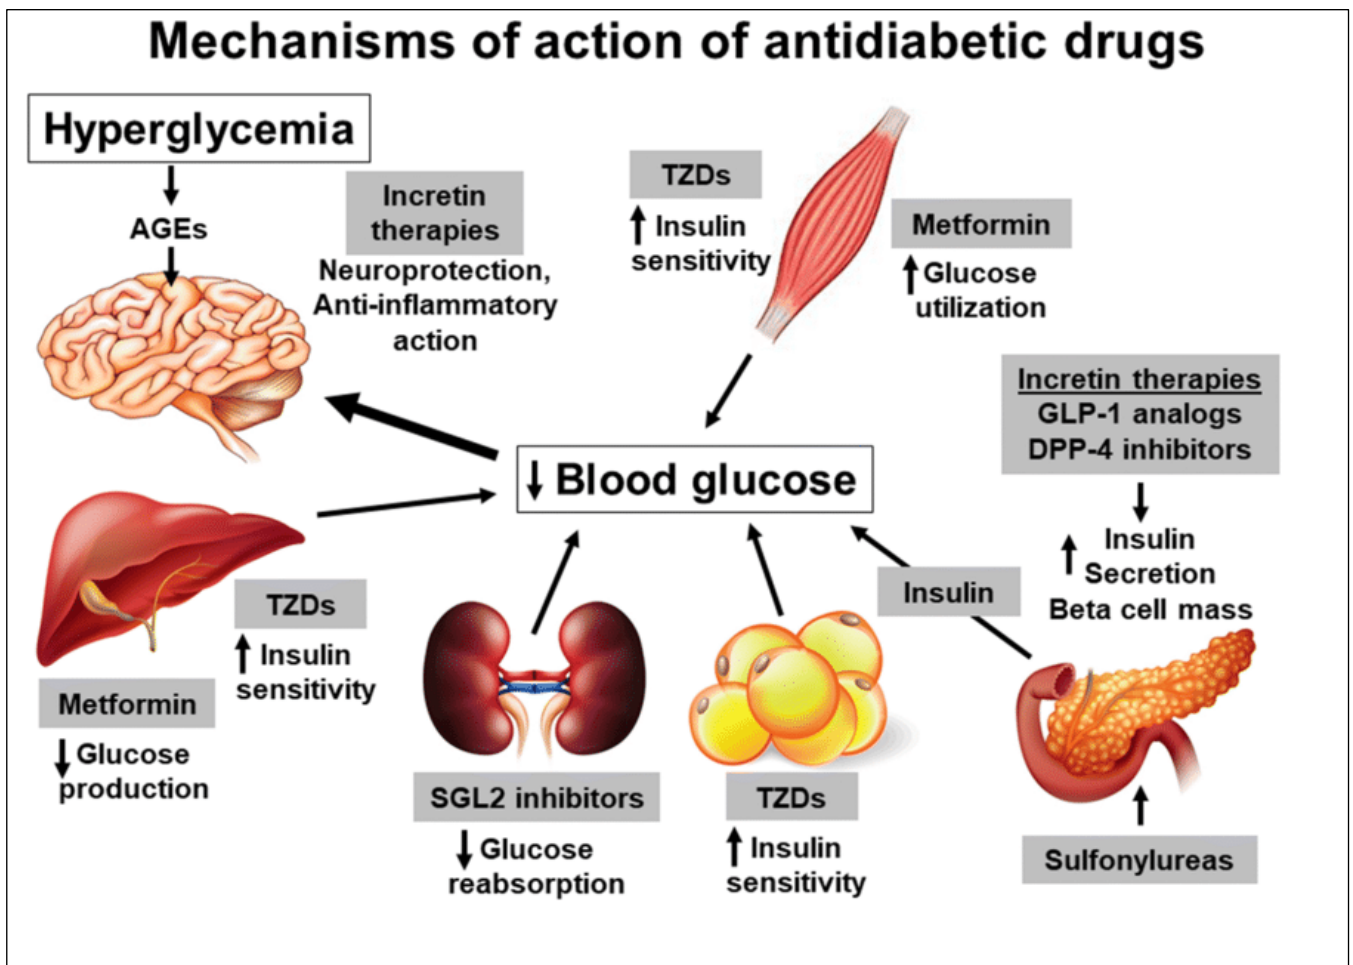 Mechanisms of action of antidiabetic drugs
Hyperglycemia
AGEs
Incretin
therapies
Neuroprotection,
Anti-inflammatory
action
TZDs
Insulin
sensitivity
Metformin
Glucose
utilization
Incretin therapies
GLP-1 analogs
DPP-4 inhibitors
Insulin
Secretion
Beta cell mass
Blood glucose
Insulin
TZDs
Insulin
sensitivity
Metformin
Glucose
production
SGL2 inhibitors
Glucose
reabsorption
TZDs
Insulin
sensitivity
Sulfonylureas